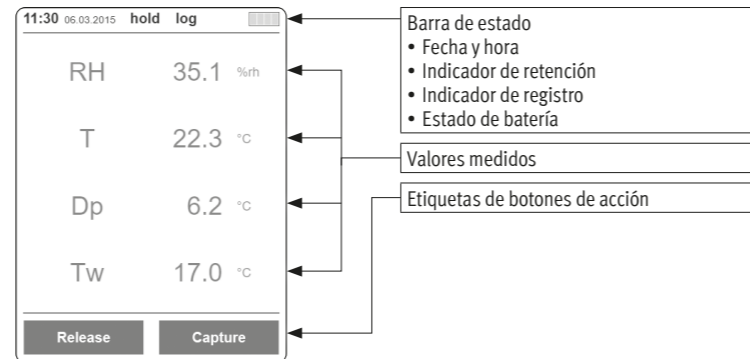 11:30 06.03.2015 hold log
RH 35.1 %rh
T 22.3 °C
Dp 6.2 °C
Tw 17.0 °C
Release Capture
Barra de estado
• Fecha y hora
• Indicador de retención
• Indicador de registro
• Estado de batería
Valores medidos
Etiquetas de botones de acción